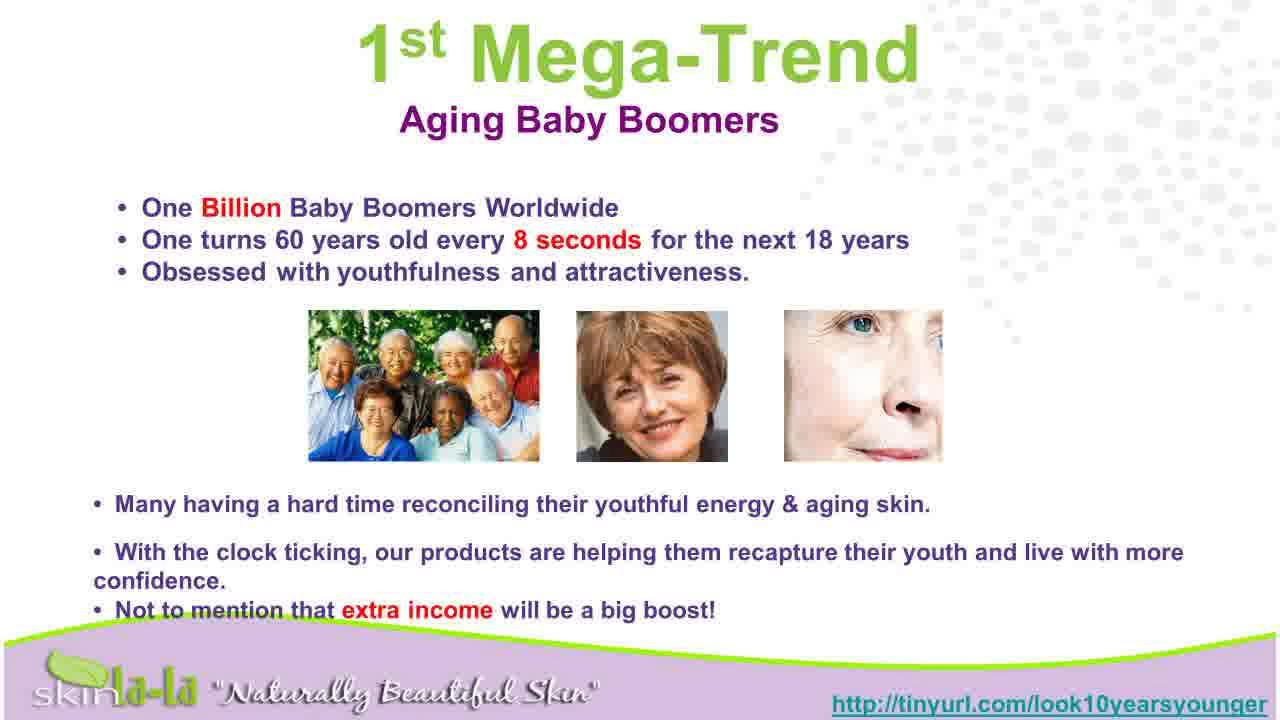 1st Mega-Trend
Aging Baby Boomers
• One Billion Baby Boomers Worldwide
• One turns 60 years old every 8 seconds for the next 18 years
• Obsessed with youthfulness and attractiveness.
• Many having a hard time reconciling their youthful energy & aging skin.
• With the clock ticking, our products are helping them recapture their youth and live with more
confidence.
• Not to mention that extra income will be a big boost!
skin la-la "Naturally Beautiful Skin"
http://tinyurl.com/look10yearsyounger